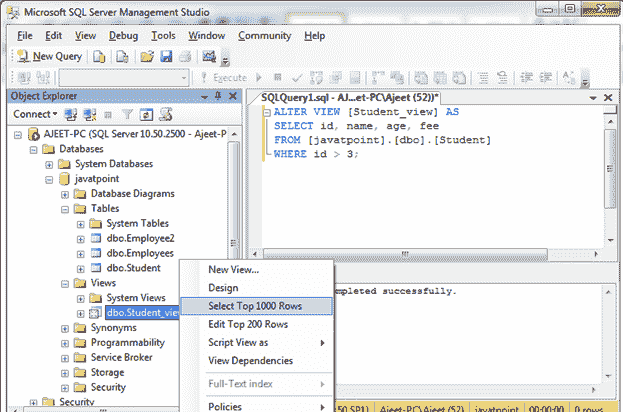 Microsoft SQL Server Management Studio
File Edit View Debug Tools Window Community Help
New Query
Execute
Object Explorer
Connect
AJEET-PC (SQL Server 10.50.2500 - Ajeet-P
Databases
System Databases
javatpoint
Database Diagrams
Tables
System Tables
dbo.Employee2
dbo.Employees
dbo.Student
Views
System Views
dbo.Student_vie
Synonyms
Programmability
Service Broker
Storage
Security
Security
SQLQuery1.sql - AJ...et-PC\Ajeet (52))*
ALTER VIEW [Student_view] AS
SELECT id, name, age, fee
FROM [javatpoint].[dbo].[Student]
WHERE id > 3;
New View...
Design
Select Top 1000 Rows
Edit Top 200 Rows
Script View as
View Dependencies
Full-Text index
Policies
mpleted successfully.
50 SP1) Ajeet-PC\Ajeet (52) javatpoint 00:00:00 0 rows